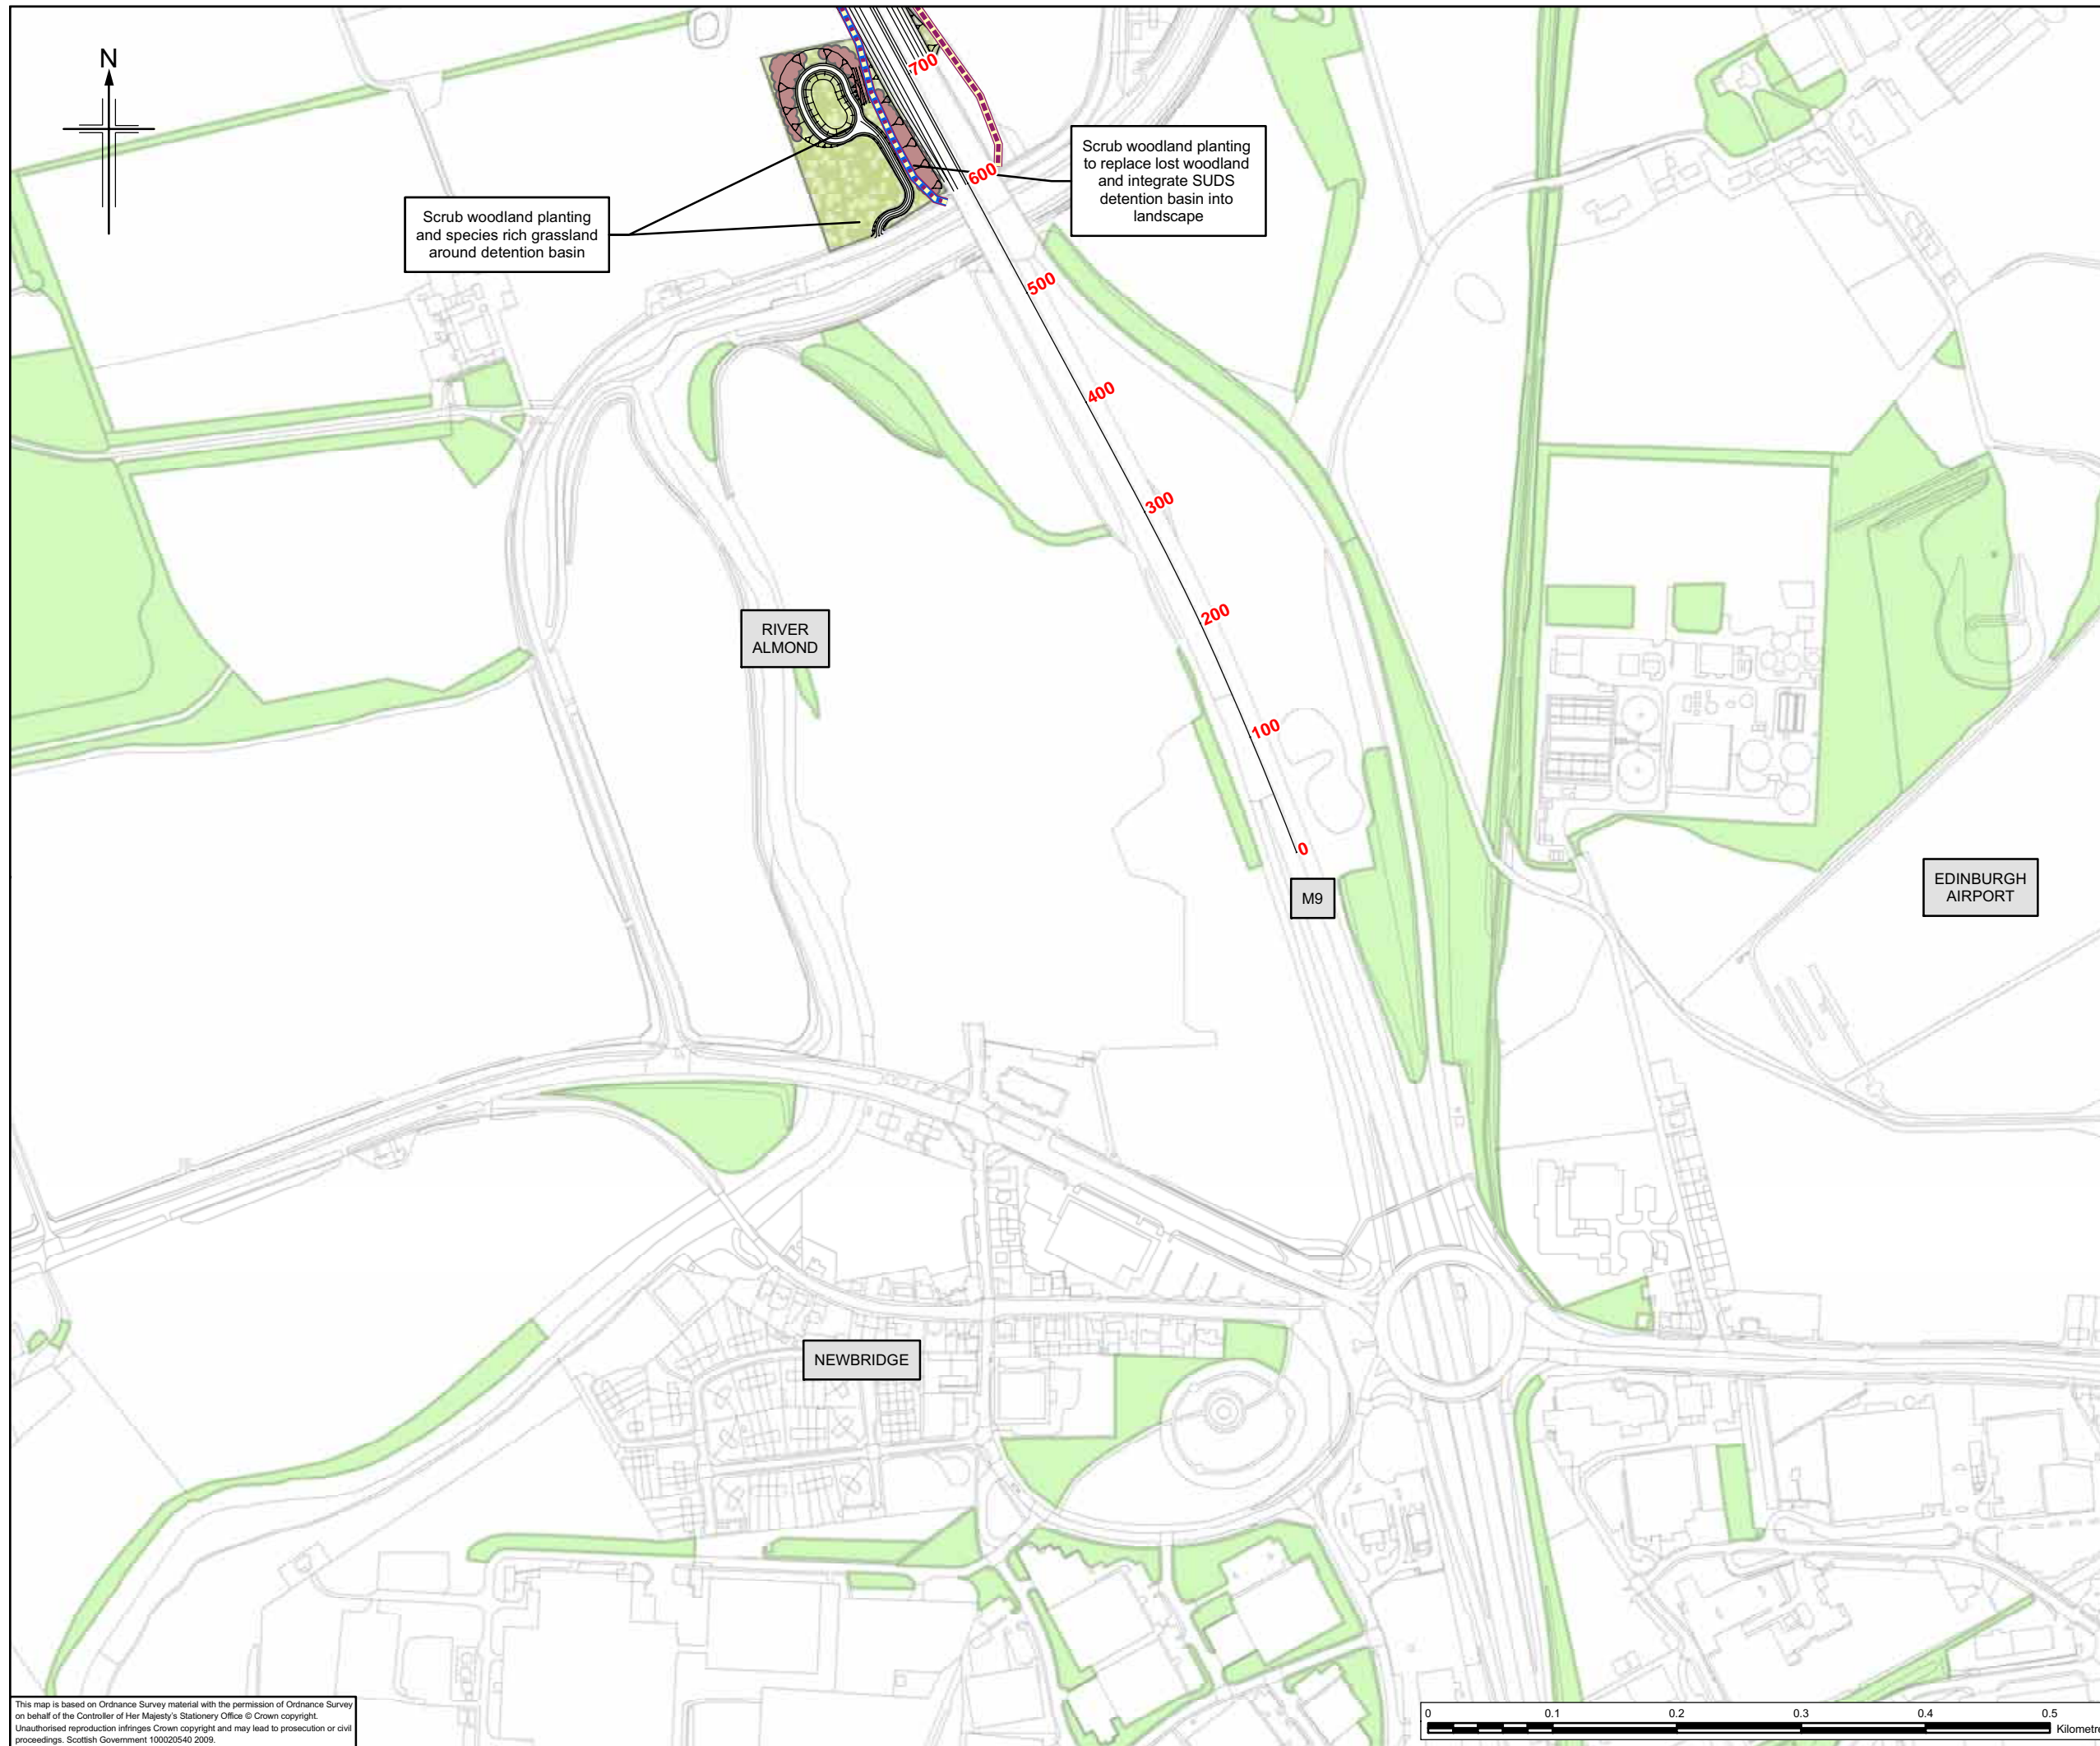 N
700
600
Scrub woodland planting
to replace lost woodland
and integrate SUDS
detention basin into
landscape
Scrub woodland planting
and species rich grassland
around detention basin
500
400
300
200
100
0
RIVER
ALMOND
M9
EDINBURGH
AIRPORT
NEWBRIDGE
This map is based on Ordnance Survey material with the permission of Ordnance Survey
on behalf of the Controller of Her Majesty's Stationery Office © Crown copyright.
Unauthorised reproduction infringes Crown copyright and may lead to prosecution or civil
proceedings. Scottish Government 100020540 2009.
0 0.1 0.2 0.3 0.4 0.5
Kilometre